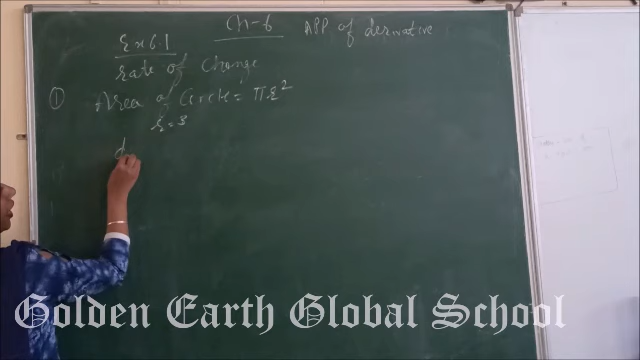 Ch-6 App of derivative
Ex 6.1
rate of change
① Area of Circle = πr²
r = 3
d
Golden Earth Global School